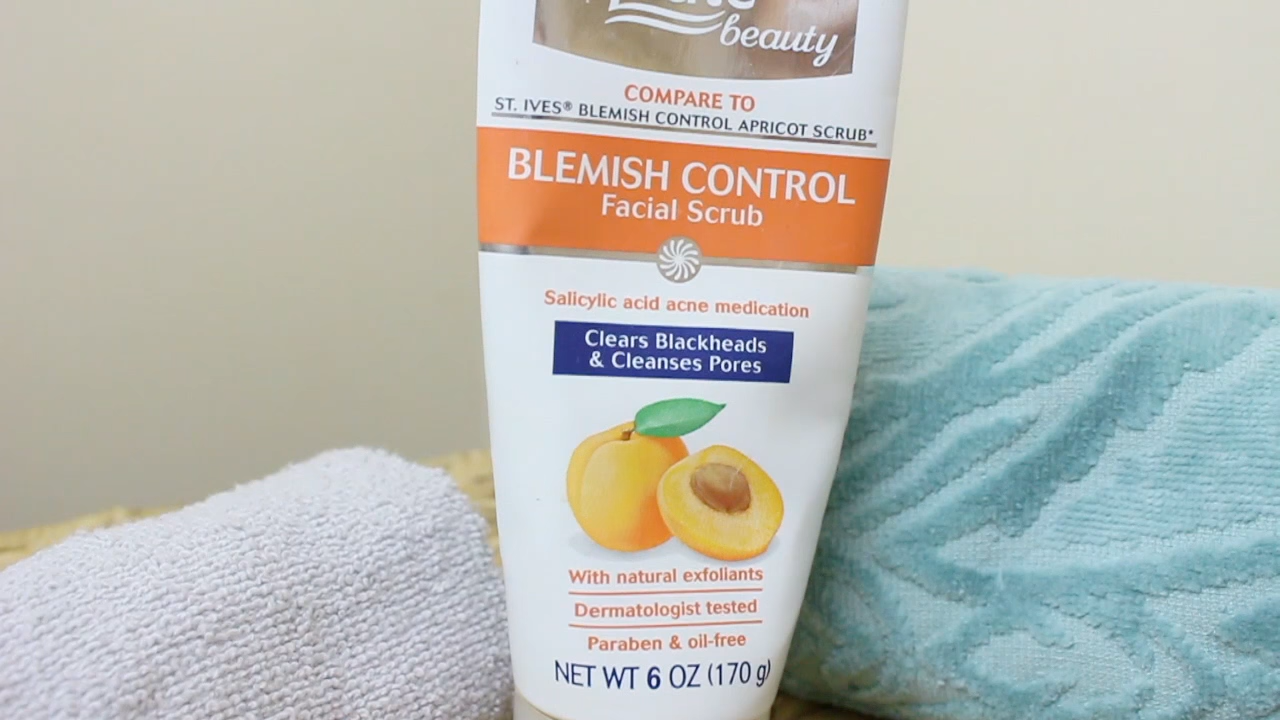 beauty
COMPARE TO
ST. IVES® BLEMISH CONTROL APRICOT SCRUB*
BLEMISH CONTROL
Facial Scrub
Salicylic acid acne medication
Clears Blackheads
& Cleanses Pores
With natural exfoliants
Dermatologist tested
Paraben & oil-free
NET WT 6 OZ (170 g)